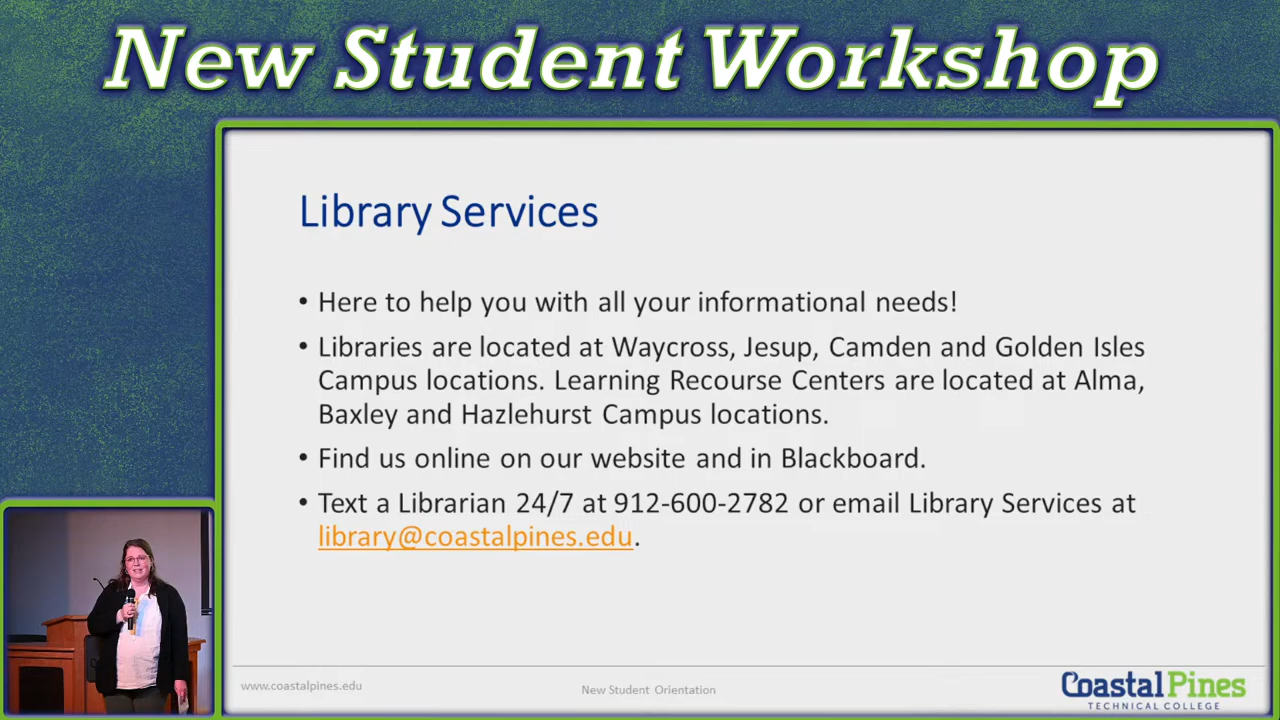 New Student Workshop
Library Services
• Here to help you with all your informational needs!
• Libraries are located at Waycross, Jesup, Camden and Golden Isles
Campus locations. Learning Recourse Centers are located at Alma,
Baxley and Hazlehurst Campus locations.
• Find us online on our website and in Blackboard.
• Text a Librarian 24/7 at 912-600-2782 or email Library Services at
library@coastalpines.edu.
www.coastalpines.edu
New Student Orientation
CoastalPines
TECHNICAL COLLEGE